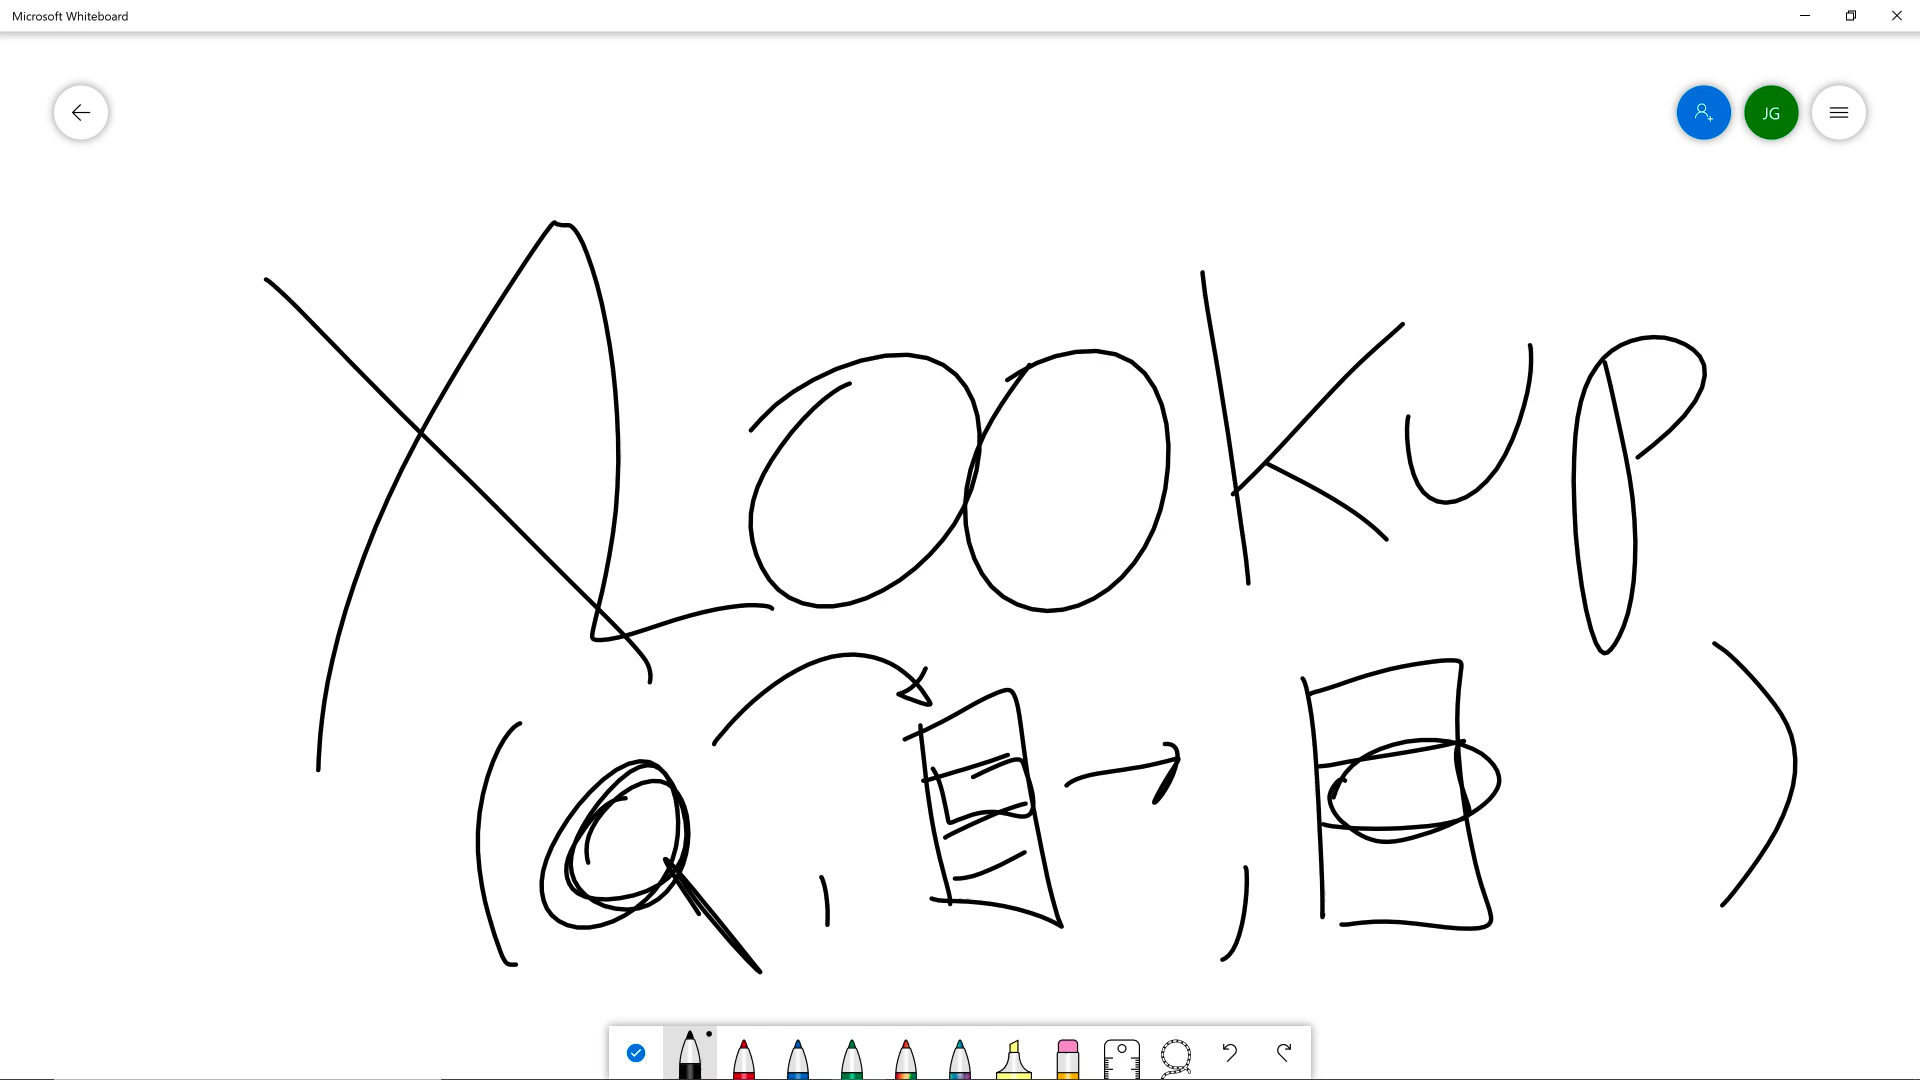 Microsoft Whiteboard
JG
XLOOKUP
( , , )